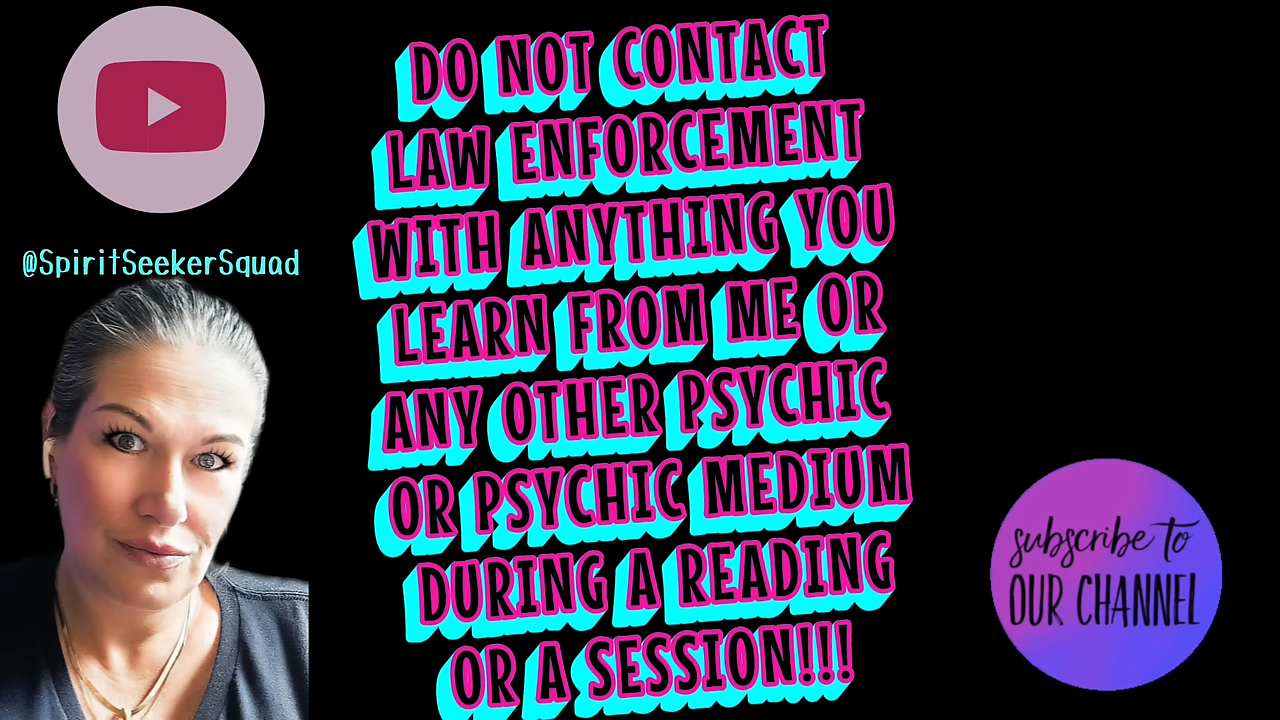 @SpiritSeekerSquad
DO NOT CONTACT
LAW ENFORCEMENT
WITH ANYTHING YOU
LEARN FROM ME OR
ANY OTHER PSYCHIC
OR PSYCHIC MEDIUM
DURING A READING
OR A SESSION!!!
subscribe to
OUR CHANNEL